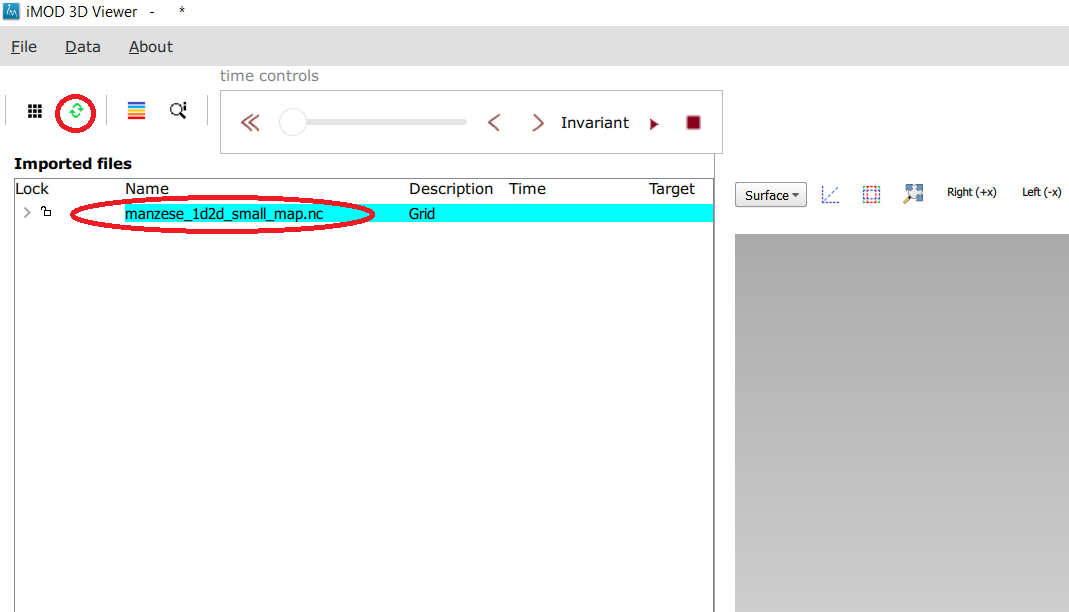 iMOD 3D Viewer - *
File Data About
time controls
Invariant
Imported files
Lock Name Description Time Target
manzese_1d2d_small_map.nc Grid
Surface Right (+x) Left (-x)